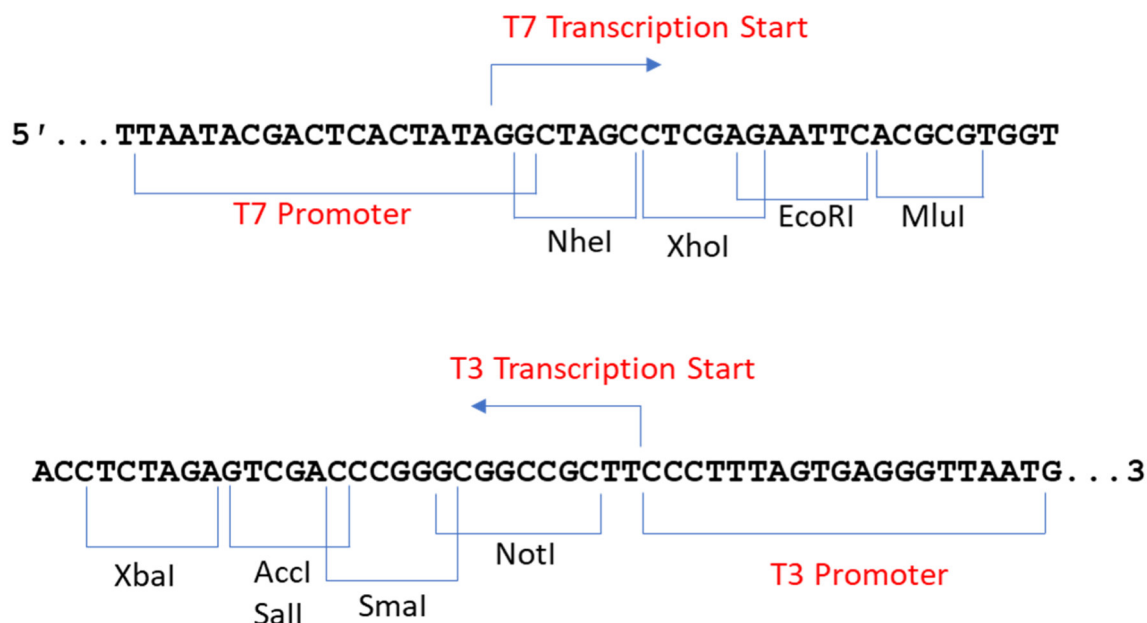 T7 Transcription Start
5'...TTAATACGACTCACTATAGGCTAGCCTCGAGAATTCACGCGTGGT
T7 Promoter
NheI
XhoI
EcoRI
MluI
T3 Transcription Start
ACCTCTAGAGTCGACCCGGGCGGCCGCTTCCCTTTAGTGAGGGTTAATG...3
XbaI
AccI
SalI
SmaI
NotI
T3 Promoter